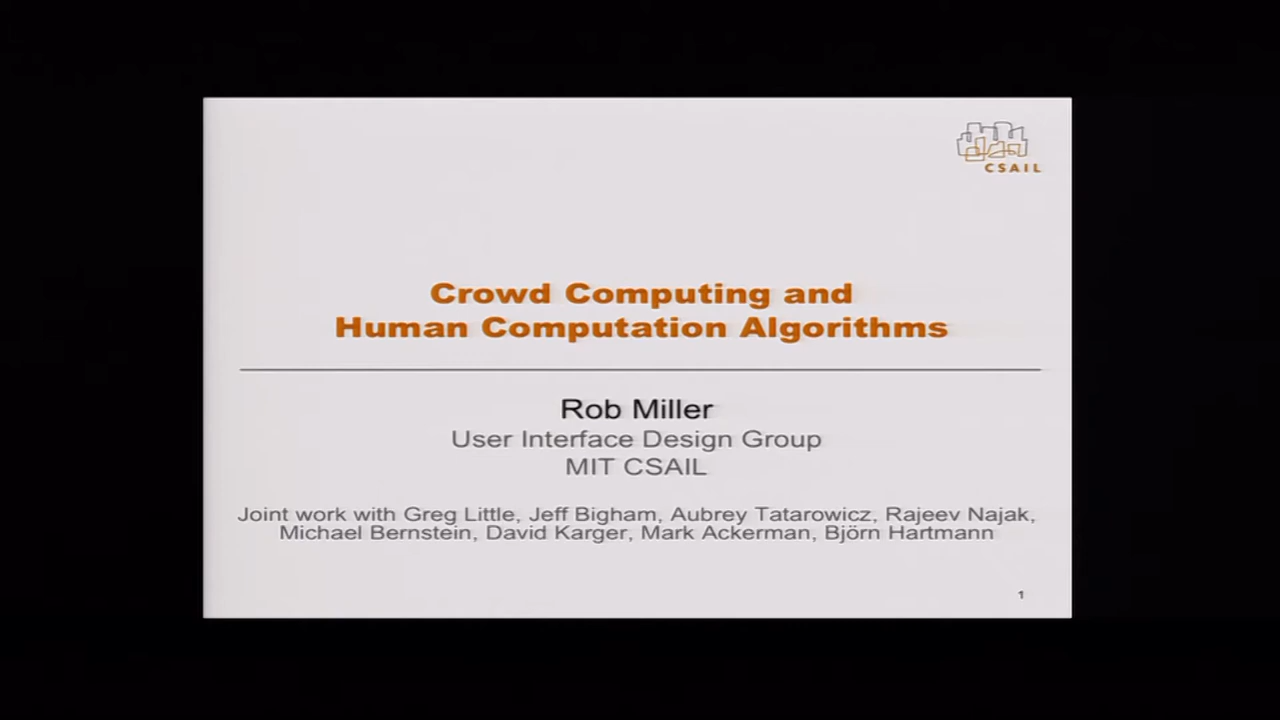 CSAIL
Crowd Computing and
Human Computation Algorithms
Rob Miller
User Interface Design Group
MIT CSAIL
Joint work with Greg Little, Jeff Bigham, Aubrey Tatarowicz, Rajeev Najak,
Michael Bernstein, David Karger, Mark Ackerman, Björn Hartmann
1